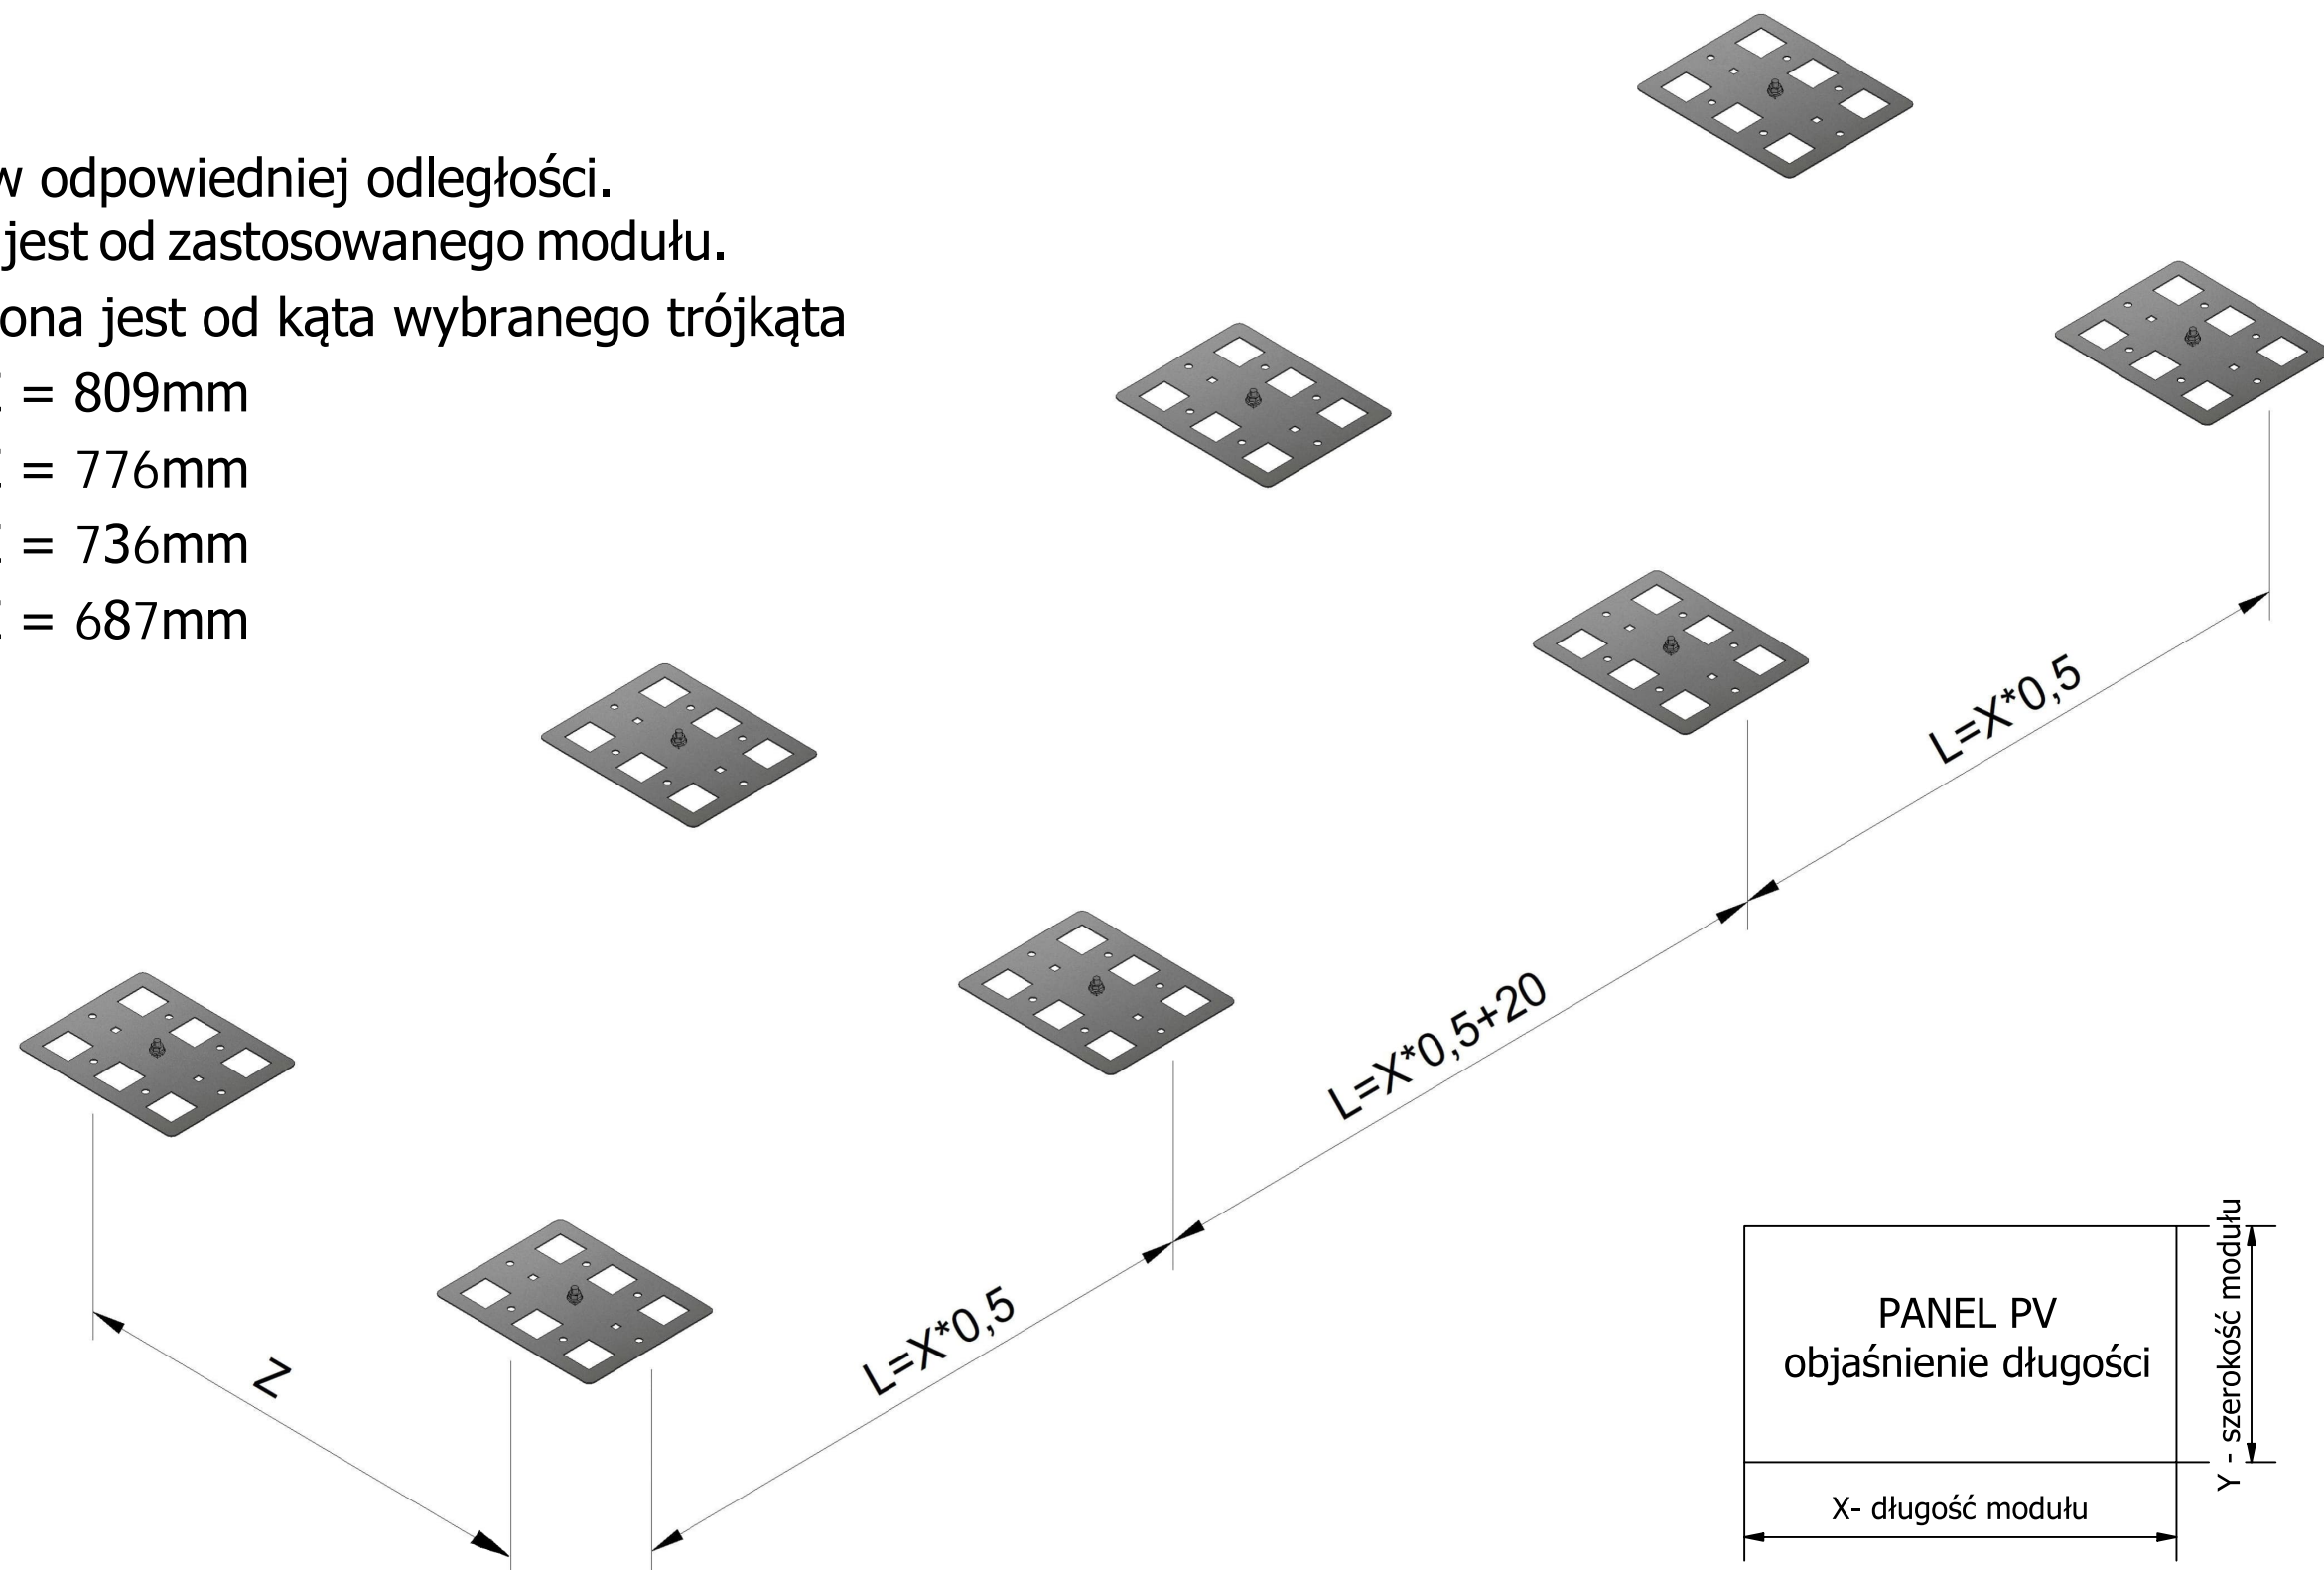 w odpowiedniej odległości.
jest od zastosowanego modułu.
ona jest od kąta wybranego trójkąta
= 809mm
= 776mm
= 736mm
= 687mm
L=X*0,5
L=X*0,5+20
L=X*0,5
Z
PANEL PV
objaśnienie długości
Y - szerokość modułu
X- długość modułu